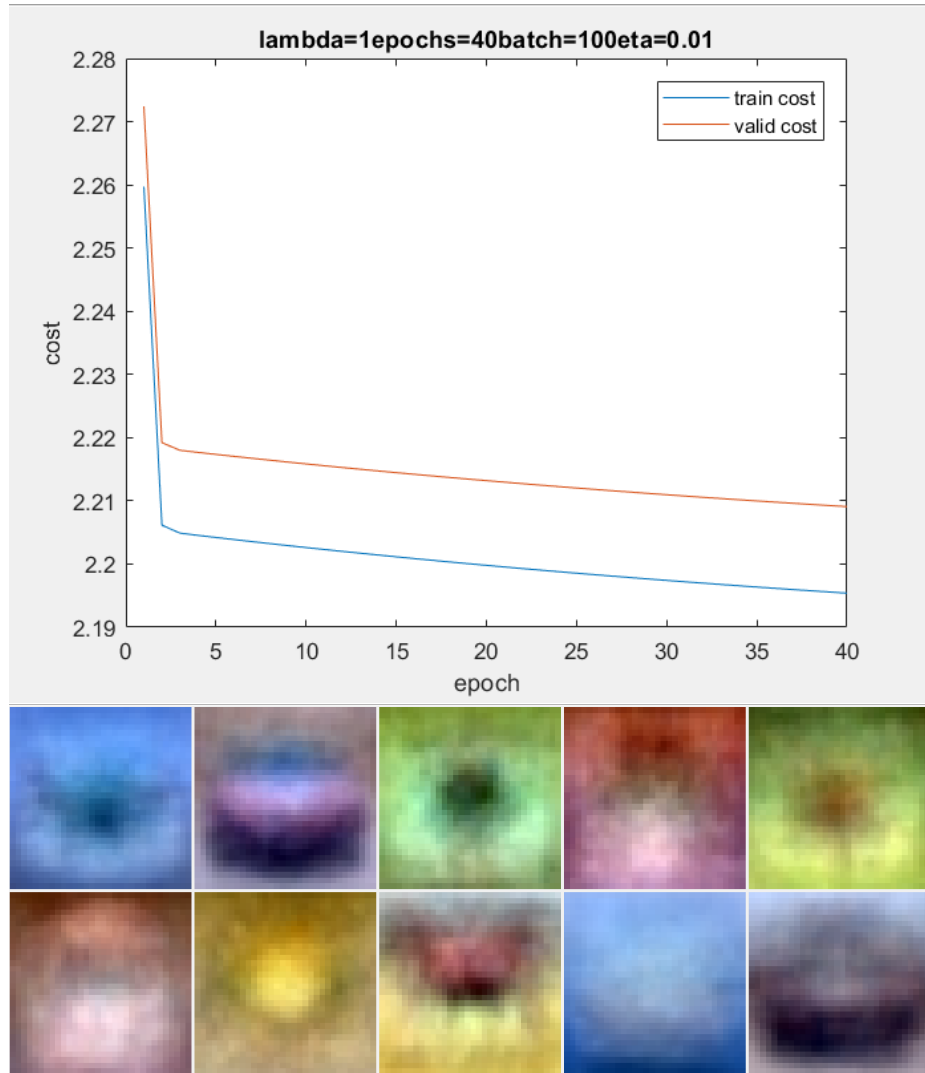 lambda=1epochs=40batch=100eta=0.01
2.28
2.27
2.26
2.25
2.24
2.23
2.22
2.21
2.2
2.19
cost
train cost
valid cost
0 5 10 15 20 25 30 35 40
epoch